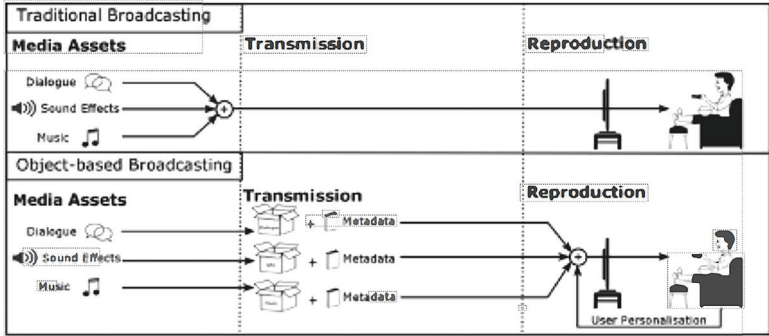 Traditional Broadcasting
Media Assets Transmission Reproduction
Dialogue
Sound Effects
Music
Object-based Broadcasting
Media Assets Transmission Reproduction
Dialogue + Metadata
Sound Effects + Metadata
Music + Metadata
User Personalisation